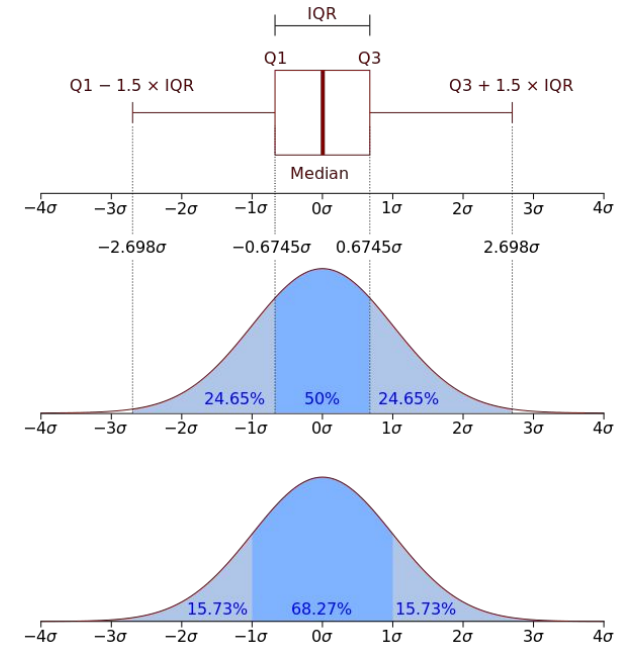 IQR
Q1 Q3
Q1 − 1.5 × IQR Q3 + 1.5 × IQR
Median
−4σ −3σ −2σ −1σ 0σ 1σ 2σ 3σ 4σ
−2.698σ −0.6745σ 0.6745σ 2.698σ
24.65% 50% 24.65%
−4σ −3σ −2σ −1σ 0σ 1σ 2σ 3σ 4σ
15.73% 68.27% 15.73%
−4σ −3σ −2σ −1σ 0σ 1σ 2σ 3σ 4σ